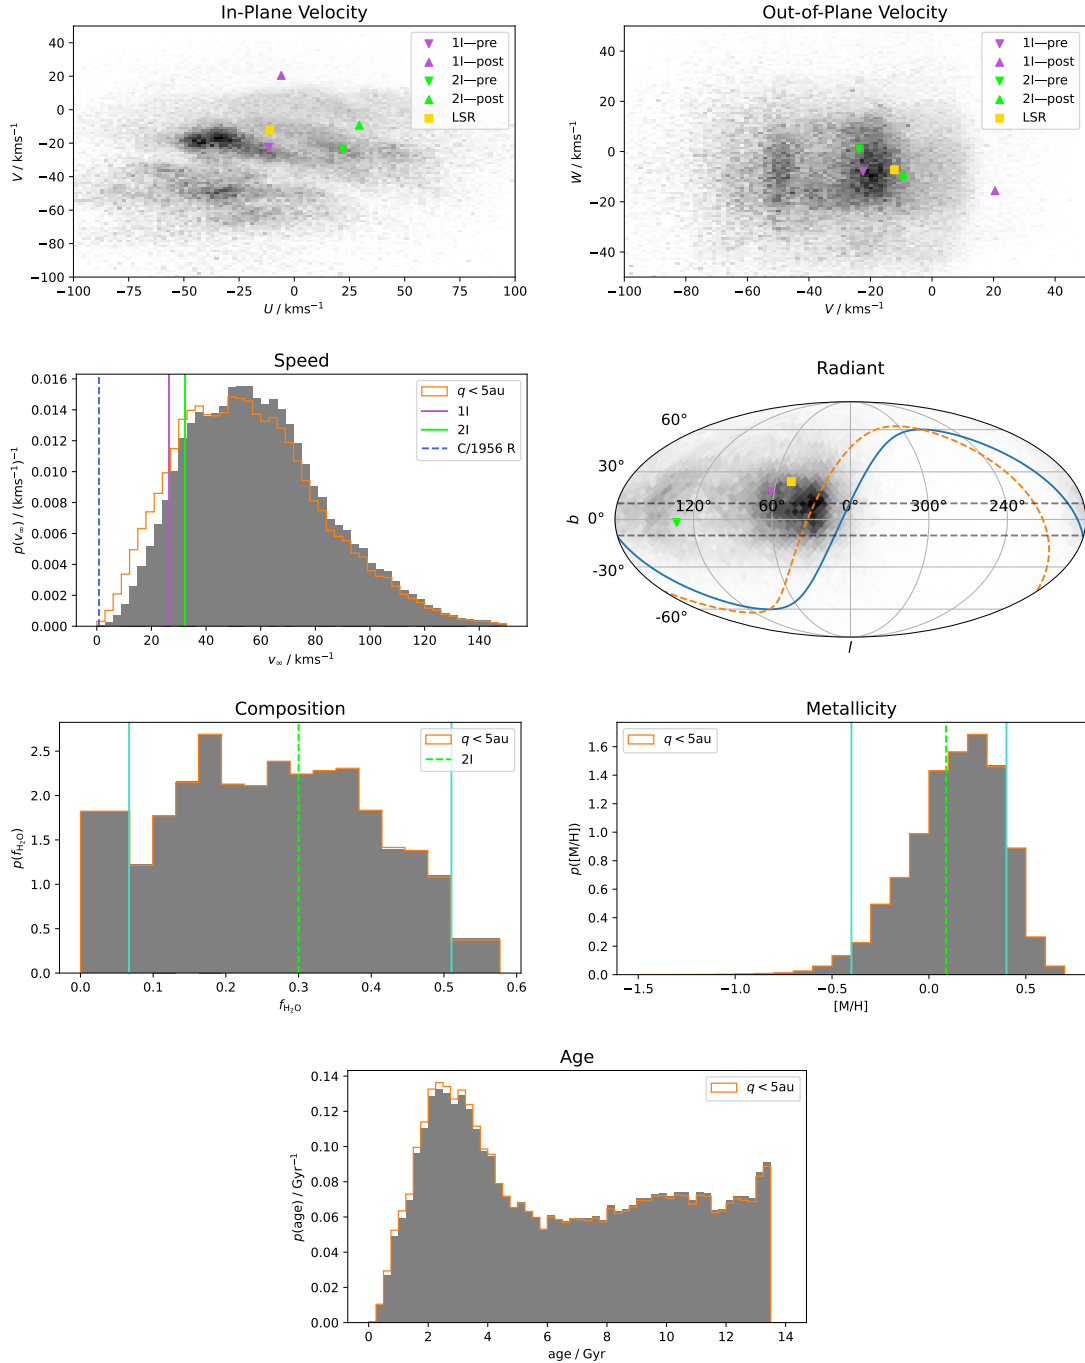 In-Plane Velocity
1I—pre
1I—post
2I—pre
2I—post
LSR
V / kms⁻¹
40
20
0
−20
−40
−60
−80
−100
−100 −75 −50 −25 0 25 50 75 100
U / kms⁻¹
Out-of-Plane Velocity
1I—pre
1I—post
2I—pre
2I—post
LSR
W / kms⁻¹
40
20
0
−20
−40
−100 −80 −60 −40 −20 0 20 40
V / kms⁻¹
Speed
q < 5au
1I
2I
C/1956 R
p(v∞) / (kms⁻¹)⁻¹
0.016
0.014
0.012
0.010
0.008
0.006
0.004
0.002
0.000
0 20 40 60 80 100 120 140
v∞ / kms⁻¹
Radiant
60°
30°
0°
-30°
-60°
b
120° 60° 0° 300° 240°
l
Composition
q < 5au
2I
p(f_H₂O)
2.5
2.0
1.5
1.0
0.5
0.0
0.0 0.1 0.2 0.3 0.4 0.5 0.6
f_H₂O
Metallicity
q < 5au
p([M/H])
1.6
1.4
1.2
1.0
0.8
0.6
0.4
0.2
0.0
−1.5 −1.0 −0.5 0.0 0.5
[M/H]
Age
q < 5au
p(age) / Gyr⁻¹
0.14
0.12
0.10
0.08
0.06
0.04
0.02
0.00
0 2 4 6 8 10 12 14
age / Gyr